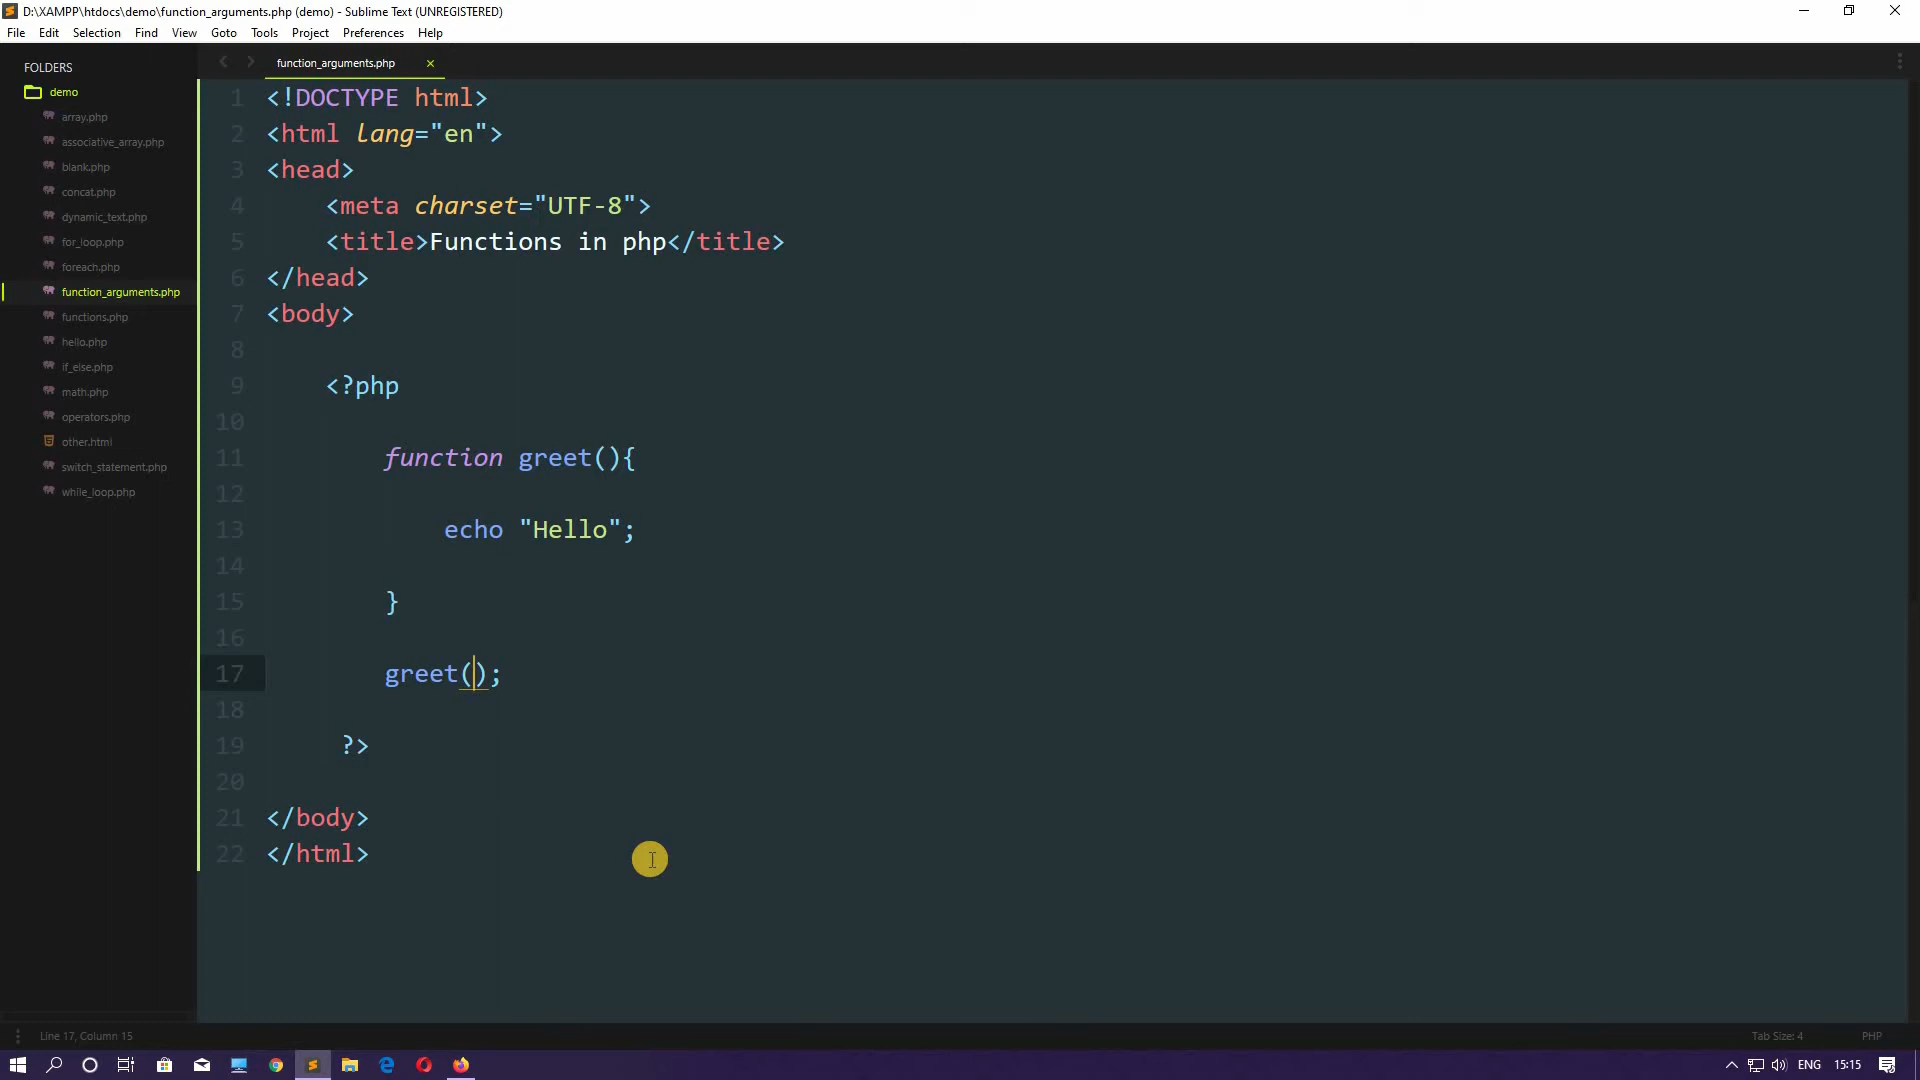 D:\XAMPP\htdocs\demo\function_arguments.php (demo) - Sublime Text (UNREGISTERED)
File Edit Selection Find View Goto Tools Project Preferences Help
FOLDERS
demo
array.php
associative_array.php
blank.php
concat.php
dynamic_text.php
for_loop.php
foreach.php
function_arguments.php
functions.php
hello.php
if_else.php
math.php
operators.php
other.html
switch_statement.php
while_loop.php
function_arguments.php
1 <!DOCTYPE html>
2 <html lang="en">
3 <head>
4 <meta charset="UTF-8">
5 <title>Functions in php</title>
6 </head>
7 <body>
8
9 <?php
10
11 function greet(){
12
13 echo "Hello";
14
15 }
16
17 greet();
18
19 ?>
20
21 </body>
22 </html>
Line 17, Column 15
Tab Size: 4 PHP
ENG 15:15